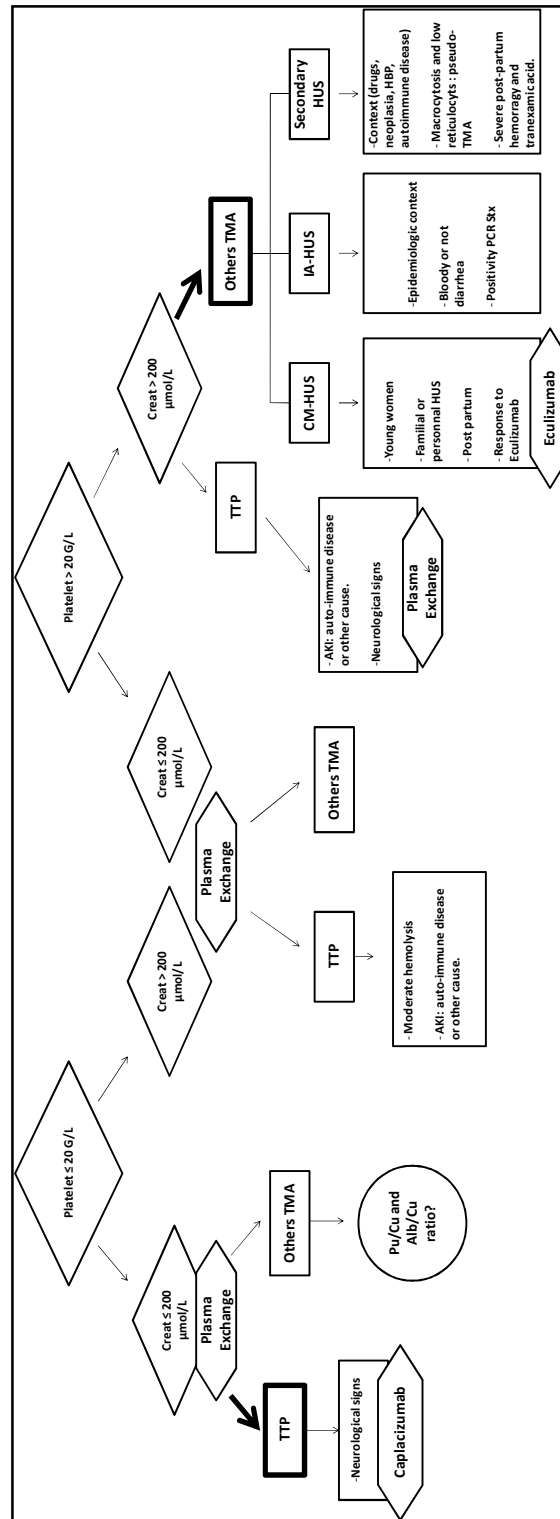 Platelet ≤ 20 G/L
Platelet > 20 G/L
Creat ≤ 200
µmol/L
Plasma
Exchange
Creat > 200
µmol/L
Creat ≤ 200
µmol/L
Plasma
Exchange
Creat > 200
µmol/L
TTP
Others TMA
TTP
Others TMA
TTP
Others TMA
-Neurological signs
Caplacizumab
Pu/Cu and
Alb/Cu
ratio?
- Moderate hemolysis
- AKI: auto-immune disease
or other cause.
- AKI: auto-immune disease
or other cause.
- Neurological signs
Plasma
Exchange
CM-HUS
IA-HUS
Secondary
HUS
-Young women
- Familial or
personnal HUS
- Post partum
- Response to
Eculizumab
Eculizumab
-Epidemiologic context
- Bloody or not
diarrhea
- Positivity PCR Stx
-Context (drugs,
neoplasia, HBP,
autoimmune disease)
- Macrocytosis and low
reticulocyts : pseudo-
TMA
- Severe post-partum
hemorragy and
tranexamic acid.